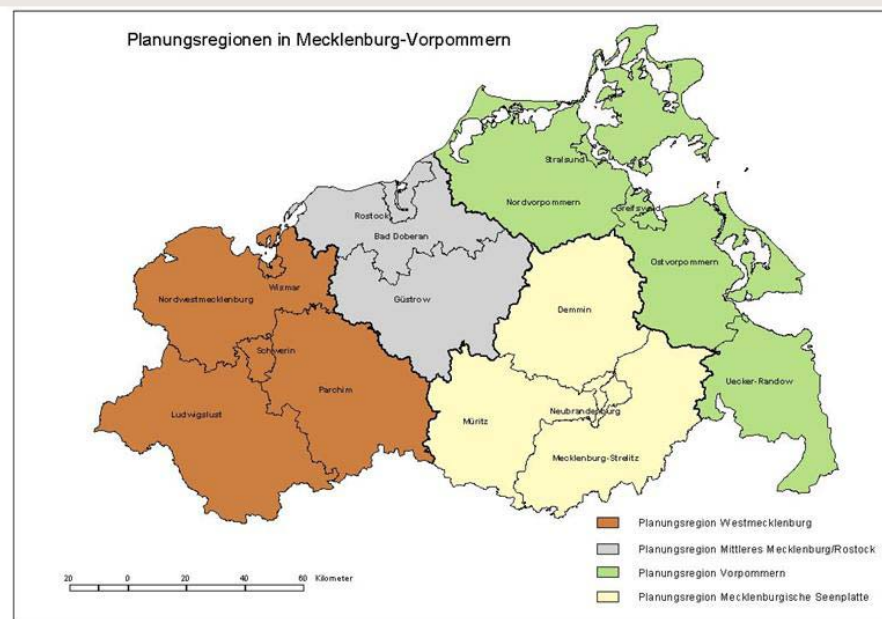 Planungsregionen in Mecklenburg-Vorpommern
Stralsund
Nordvorpommern
Greifswald
Rostock
Bad Doberan
Ostvorpommern
Wismar
Nordwestmecklenburg
Güstrow
Demmin
Schwerin
Parchim
Uecker-Randow
Ludwigslust
Müritz
Neubrandenburg
Mecklenburg-Strelitz
Planungsregion Westmecklenburg
Planungsregion Mittleres Mecklenburg/Rostock
Planungsregion Vorpommern
Planungsregion Mecklenburgische Seenplatte
20 0 20 40 60 Kilometer